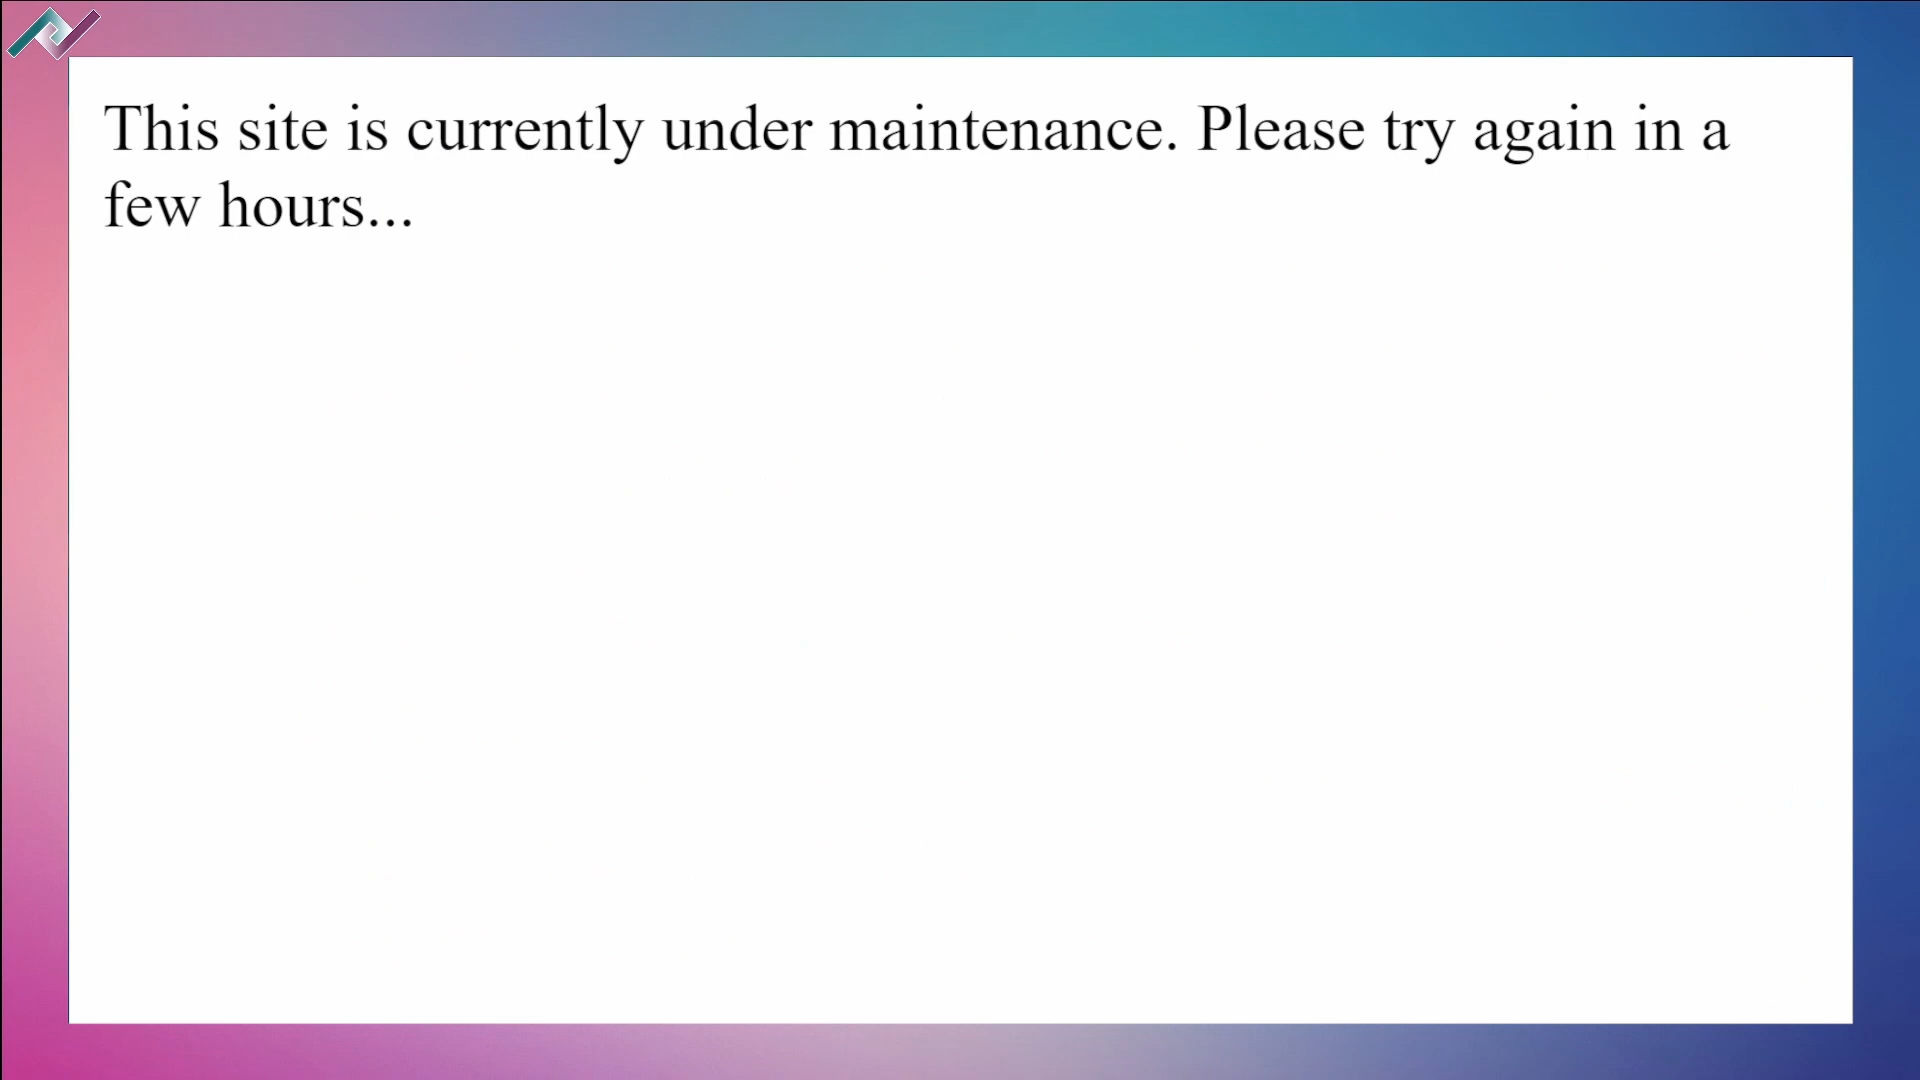 This site is currently under maintenance. Please try again in a
few hours...